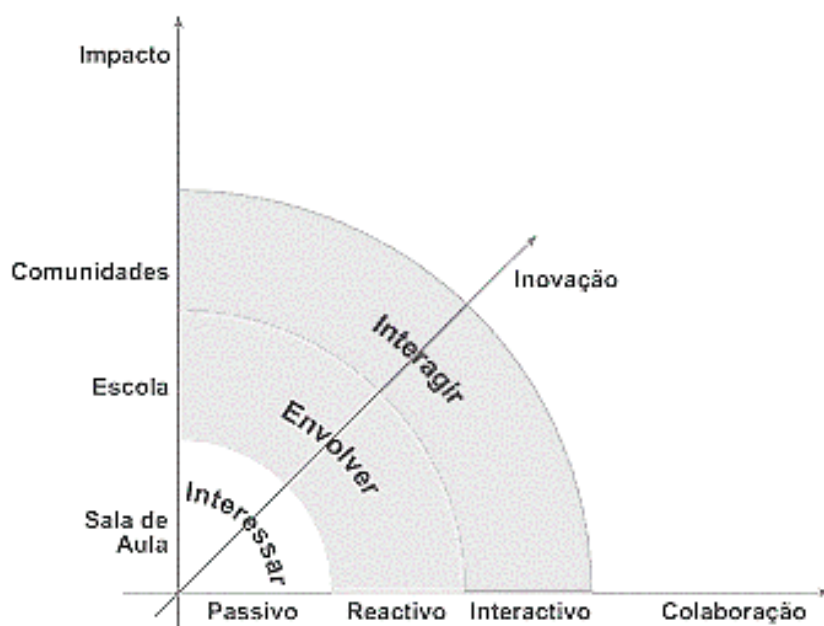 Impacto
Comunidades
Inovação
Interagir
Escola
Envolver
Interessar
Sala de
Aula
Passivo
Reactivo
Interactivo
Colaboração